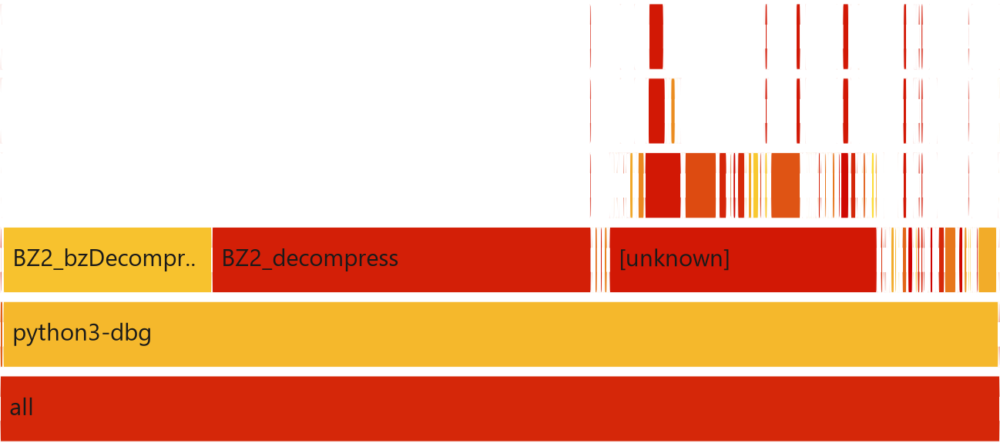 BZ2_bzDecompr..
BZ2_decompress
[unknown]
python3-dbg
all